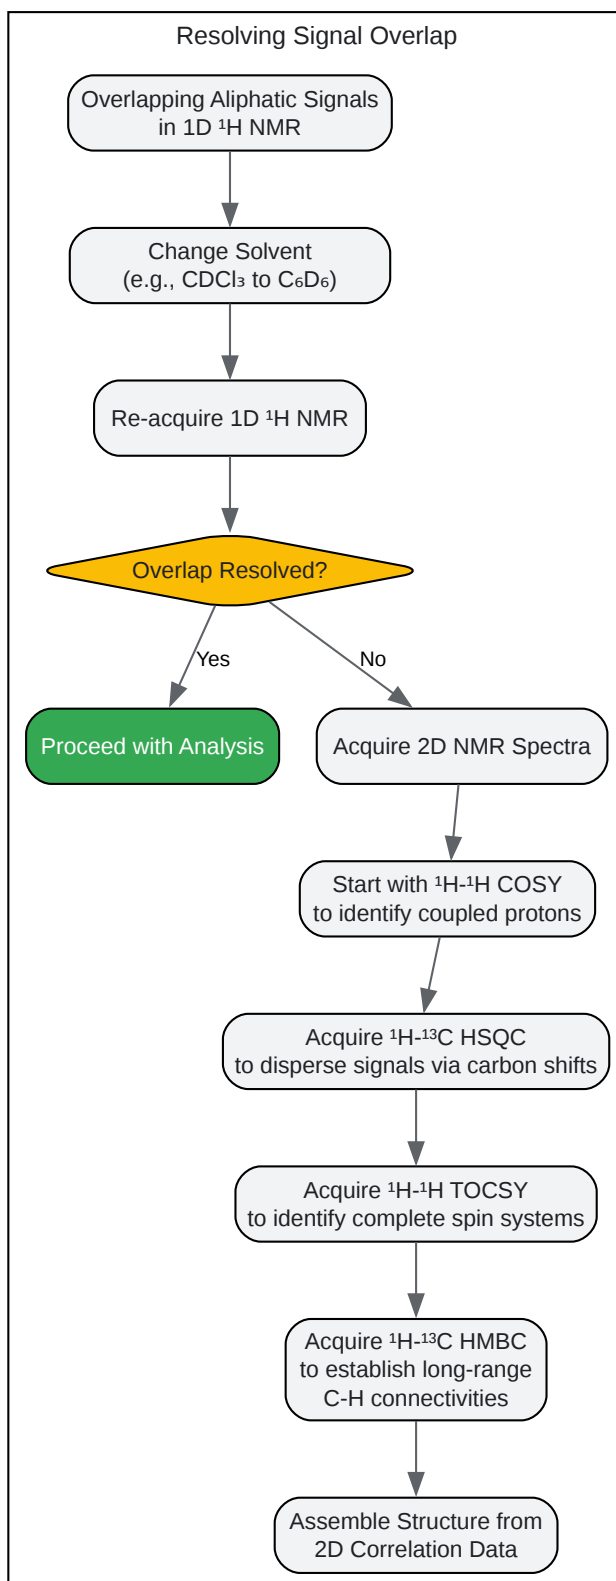 Resolving Signal Overlap
Overlapping Aliphatic Signals
in 1D ¹H NMR
Change Solvent
(e.g., CDCl₃ to C₆D₆)
Re-acquire 1D ¹H NMR
Overlap Resolved?
Yes
No
Proceed with Analysis
Acquire 2D NMR Spectra
Start with ¹H-¹H COSY
to identify coupled protons
Acquire ¹H-¹³C HSQC
to disperse signals via carbon shifts
Acquire ¹H-¹H TOCSY
to identify complete spin systems
Acquire ¹H-¹³C HMBC
to establish long-range
C-H connectivities
Assemble Structure from
2D Correlation Data